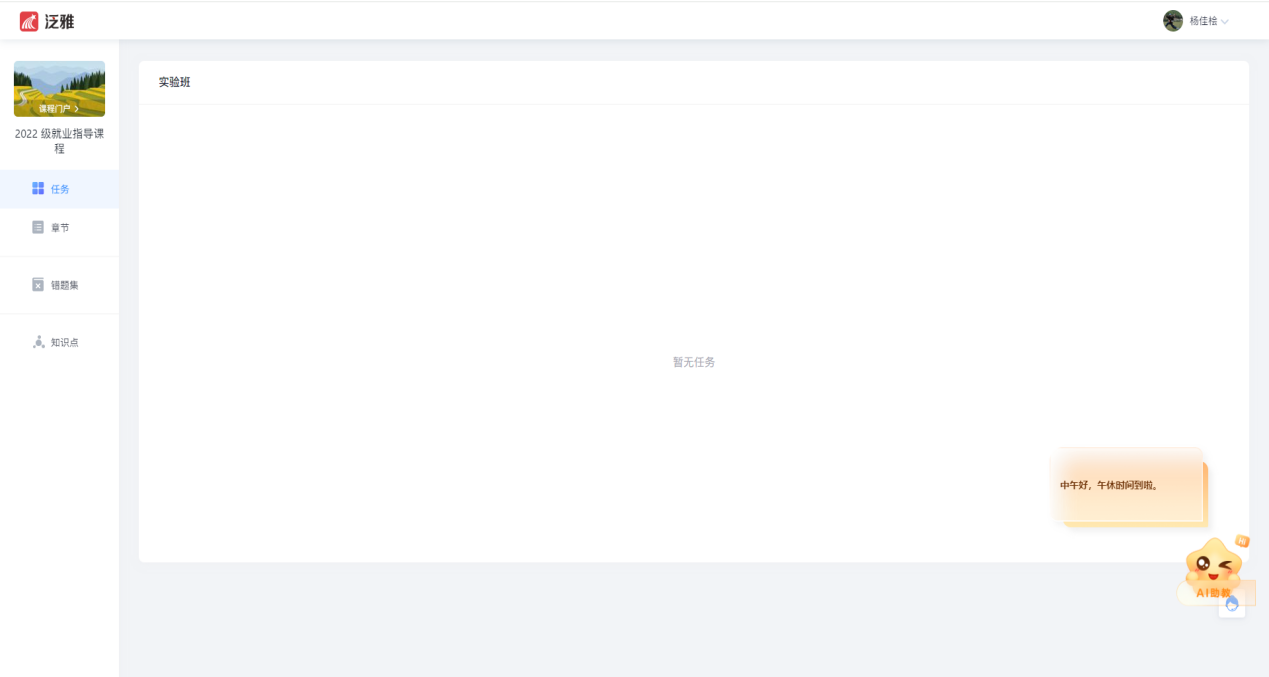 泛雅
杨佳桧
课程门户
2022 级就业指导课
程
任务
章节
错题集
知识点
实验班
暂无任务
中午好，午休时间到啦。
Hi
AI助教